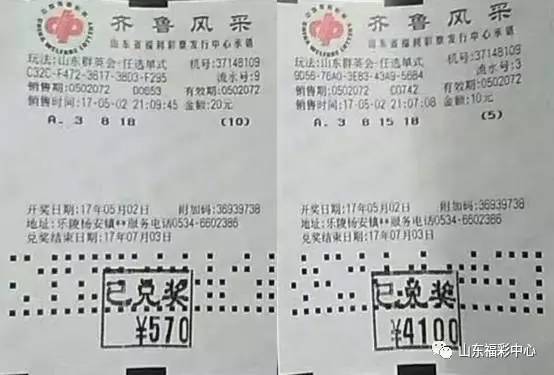 齐鲁风采
山东省福利彩票发行中心承销
玩法:山东群英会-任选单式 机号:37148109
C32C-F472-3617-38D3-F295 流水号:9
销售期:0502072 00653 有效期:0502072
销售时间:17-05-02 21:09:45 金额:20元
A. 3 8 18 (10)
开奖日期:17年05月02日 附加码:36939738
地址:乐陵杨安镇**服务电话0534-6602386
兑奖结束日期:17年07月03日
已兑奖
¥570
齐鲁风采
山东省福利彩票发行中心承销
玩法:山东群英会-任选单式 机号:37148109
9D56-76A0-3E83-43A9-56B4 流水号:3
销售期:0502072 00742 有效期:0502072
销售时间:17-05-02 21:07:08 金额:10元
A. 3 8 15 18 (5)
开奖日期:17年05月02日 附加码:36939738
地址:乐陵杨安镇**服务电话0534-6602386
兑奖结束日期:17年07月03日
已兑奖
¥4100
山东福彩中心